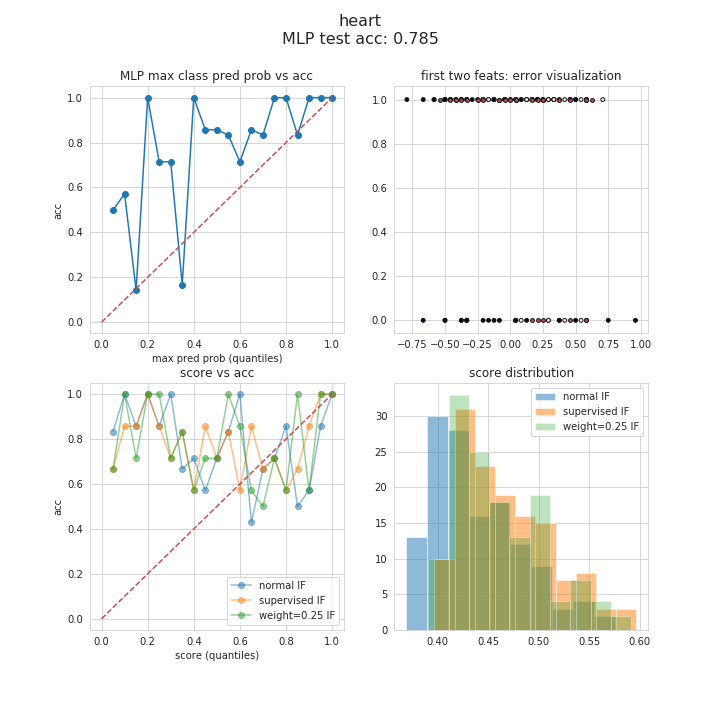 heart
MLP test acc: 0.785
MLP max class pred prob vs acc
1.0
0.8
0.6
0.4
0.2
0.0
acc
0.0 0.2 0.4 0.6 0.8 1.0
max pred prob (quantiles)
first two feats: error visualization
1.0
0.8
0.6
0.4
0.2
0.0
−0.75 −0.50 −0.25 0.00 0.25 0.50 0.75 1.00
score vs acc
1.0
0.8
0.6
0.4
0.2
0.0
acc
normal IF
supervised IF
weight=0.25 IF
0.0 0.2 0.4 0.6 0.8 1.0
score (quantiles)
score distribution
30
25
20
15
10
5
0
normal IF
supervised IF
weight=0.25 IF
0.40 0.45 0.50 0.55 0.60